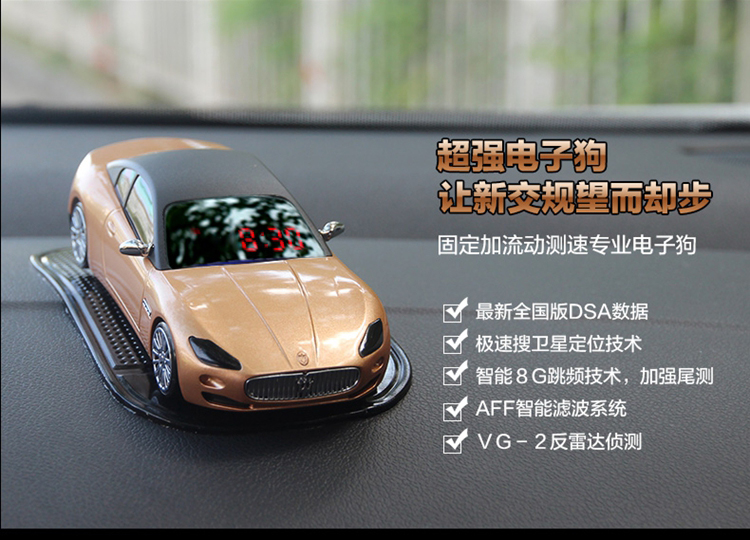 8:30
超强电子狗
让新交规望而却步
固定加流动测速专业电子狗
最新全国版DSA数据
极速搜卫星定位技术
智能8G跳频技术，加强尾测
AFF智能滤波系统
VG-2反雷达侦测